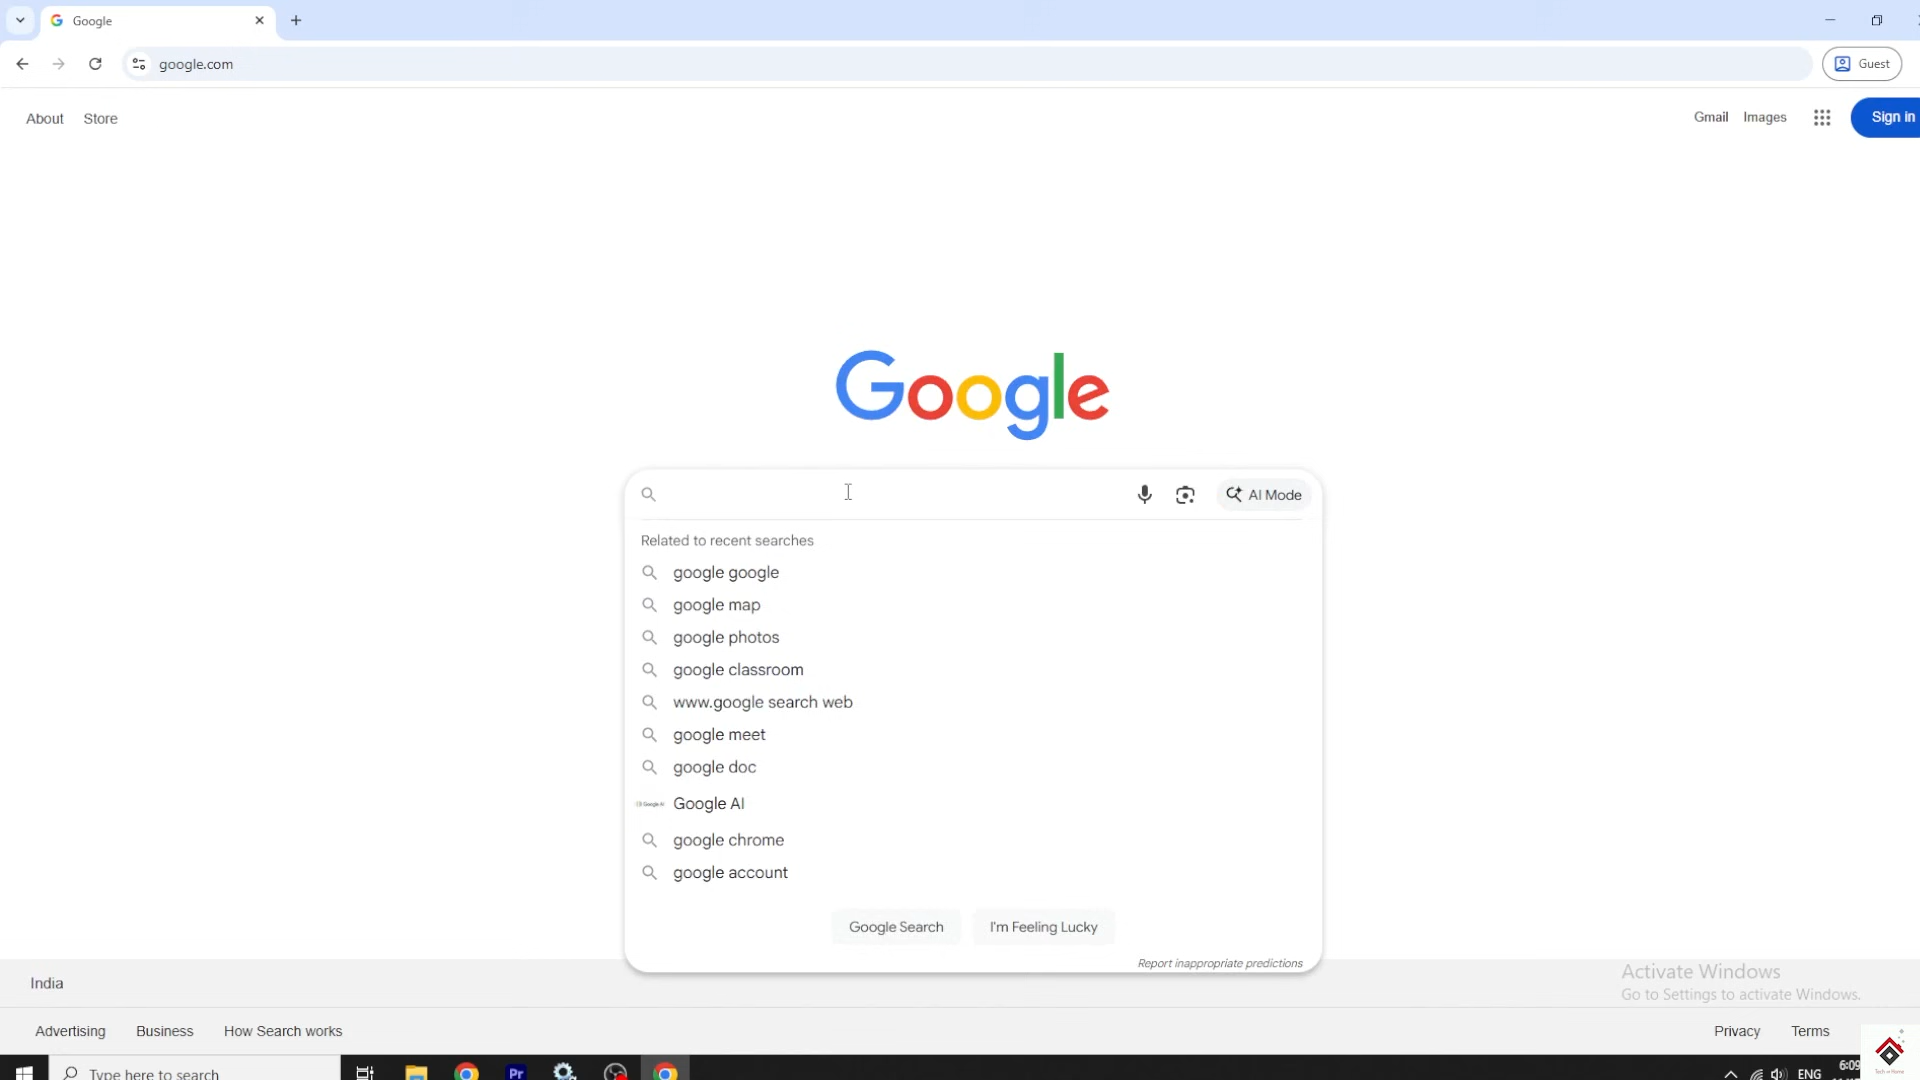 Google
google.com
Guest
About Store
Gmail Images
Sign in
Google
AI Mode
Related to recent searches
google google
google map
google photos
google classroom
www.google search web
google meet
google doc
Google AI
google chrome
google account
Google Search I'm Feeling Lucky
Report inappropriate predictions
India
Activate Windows
Go to Settings to activate Windows.
Advertising Business How Search works
Privacy Terms
Type here to search
Pr
ENG
6:09